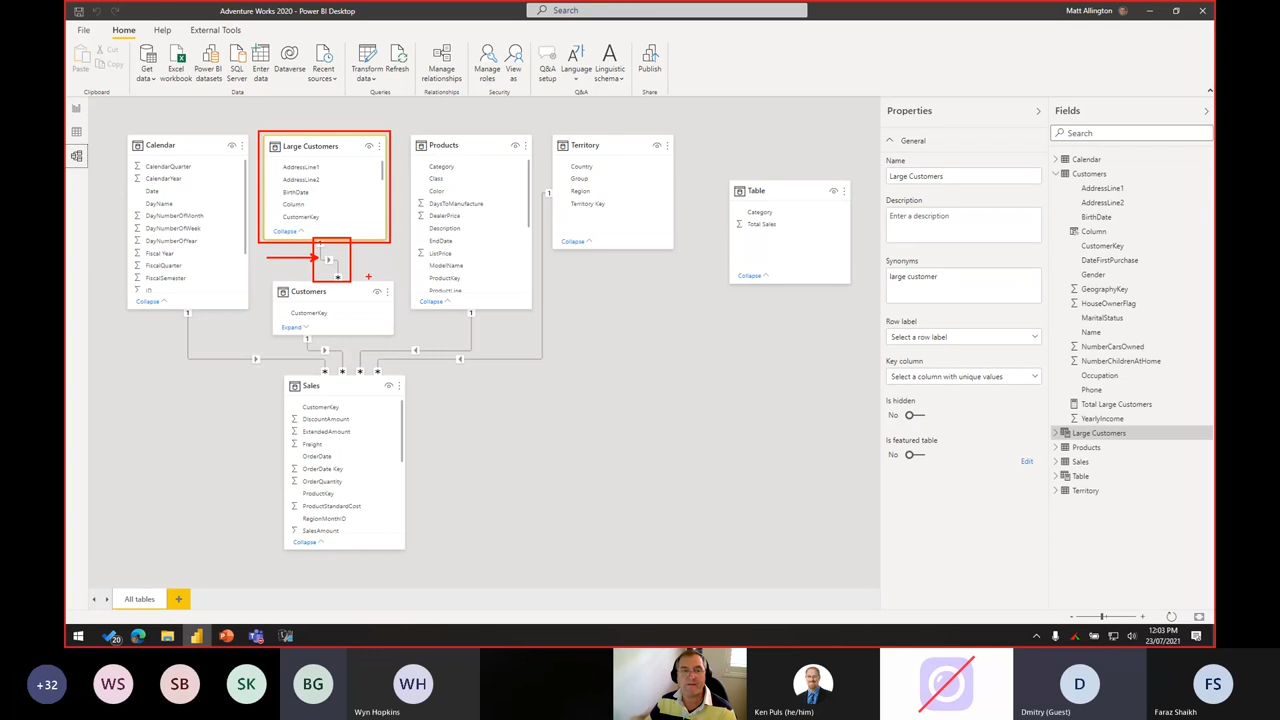 Adventure Works 2020 - Power BI Desktop
Search
Matt Allington
File
Home
Help
External Tools
Paste
Cut
Copy
Get data
Excel workbook
Power BI datasets
SQL Server
Enter data
Dataverse
Recent sources
Transform data
Refresh
Manage relationships
Manage roles
View as
Q&A setup
Language
Linguistic schema
Publish
Clipboard
Data
Queries
Relationships
Security
Q&A
Share
Calendar
CalendarQuarter
CalendarYear
Date
DayName
DayNumberOfMonth
DayNumberOfWeek
DayNumberOfYear
Fiscal Year
FiscalQuarter
FiscalSemester
ID
Collapse
Large Customers
AddressLine1
AddressLine2
BirthDate
Column
CustomerKey
Collapse
Products
Category
Class
Color
DaysToManufacture
DealerPrice
Description
EndDate
ListPrice
ModelName
ProductKey
ProductLine
Collapse
Territory
Country
Group
Region
Territory Key
Collapse
Table
Category
Total Sales
Collapse
Customers
CustomerKey
Expand
1
1
1
1
1
Sales
CustomerKey
DiscountAmount
ExtendedAmount
Freight
OrderDate
OrderDate Key
OrderQuantity
ProductKey
ProductStandardCost
RegionMonthID
SalesAmount
Collapse
Properties
General
Name
Large Customers
Description
Enter a description
Synonyms
large customer
Row label
Select a row label
Key column
Select a column with unique values
Is hidden
No
Is featured table
No
Edit
Fields
Search
Calendar
Customers
AddressLine1
AddressLine2
BirthDate
Column
CustomerKey
DateFirstPurchase
Gender
GeographyKey
HouseOwnerFlag
MaritalStatus
Name
NumberCarsOwned
NumberChildrenAtHome
Occupation
Phone
Total Large Customers
YearlyIncome
Large Customers
Products
Sales
Table
Territory
All tables
20
12:03 PM
23/07/2021
+32
WS
SB
SK
BG
WH
Wyn Hopkins
Ken Puls (he/him)
D
Dmitry (Guest)
FS
Faraz Shaikh